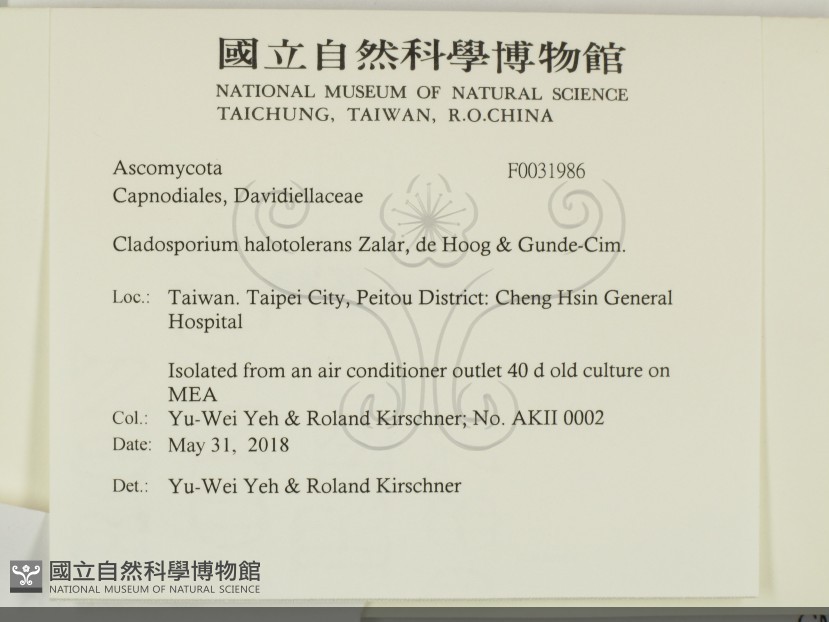 國立自然科學博物館
NATIONAL MUSEUM OF NATURAL SCIENCE
TAICHUNG, TAIWAN, R.O.CHINA
Ascomycota F0031986
Capnodiales, Davidiellaceae
Cladosporium halotolerans Zalar, de Hoog & Gunde-Cim.
Loc.: Taiwan. Taipei City, Peitou District: Cheng Hsin General
Hospital
Isolated from an air conditioner outlet 40 d old culture on
MEA
Col.: Yu-Wei Yeh & Roland Kirschner; No. AKII 0002
Date: May 31, 2018
Det.: Yu-Wei Yeh & Roland Kirschner
國立自然科學博物館
NATIONAL MUSEUM OF NATURAL SCIENCE